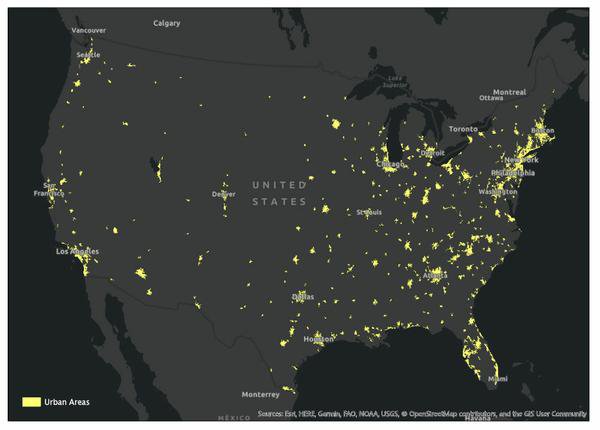 Calgary
Vancouver
Seattle
Lake
Superior
Montreal
Ottawa
Toronto
Boston
Detroit
Chicago
New York
Philadelphia
San
Francisco
Denver
UNITED
STATES
Washington
St Louis
Los Angeles
Atlanta
Dallas
Houston
Miami
Monterrey
Urban Areas
MÉXICO
Sources: Esri, HERE, Garmin, FAO, NOAA, USGS, © OpenStreetMap contributors, and the GIS User Community
Havana